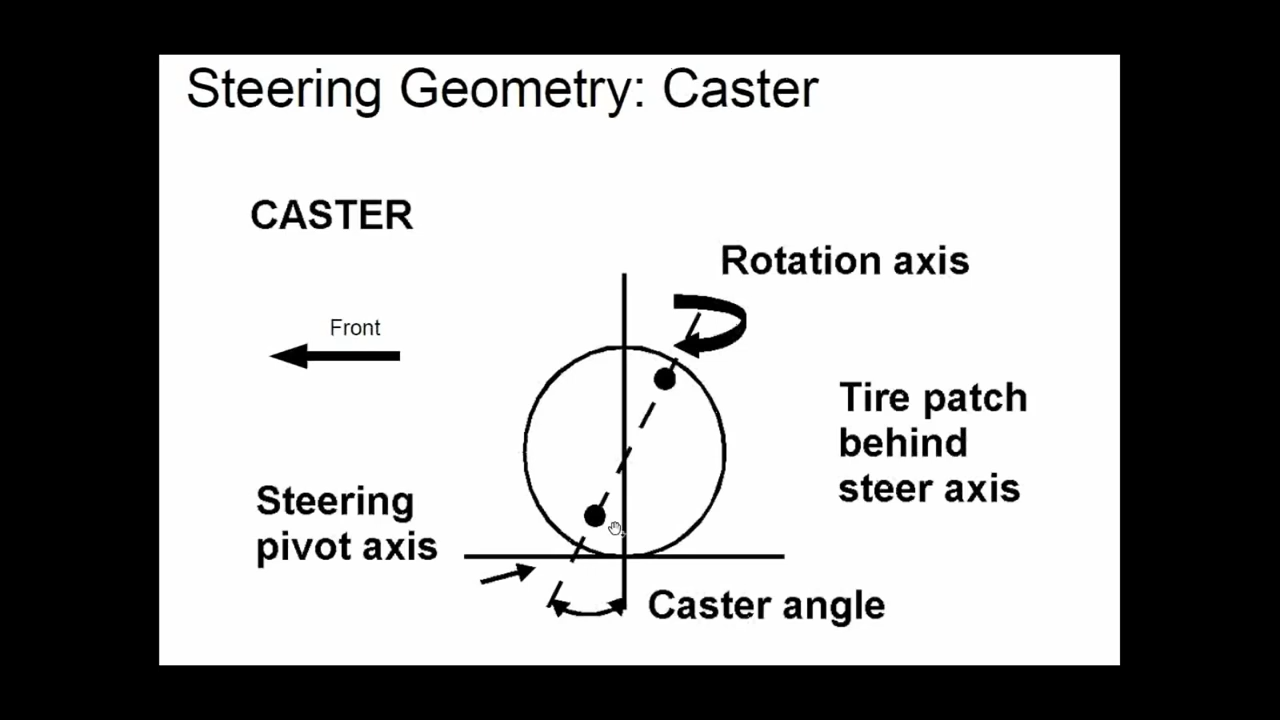 Steering Geometry: Caster
CASTER
Rotation axis
Front
Tire patch
behind
steer axis
Steering
pivot axis
Caster angle